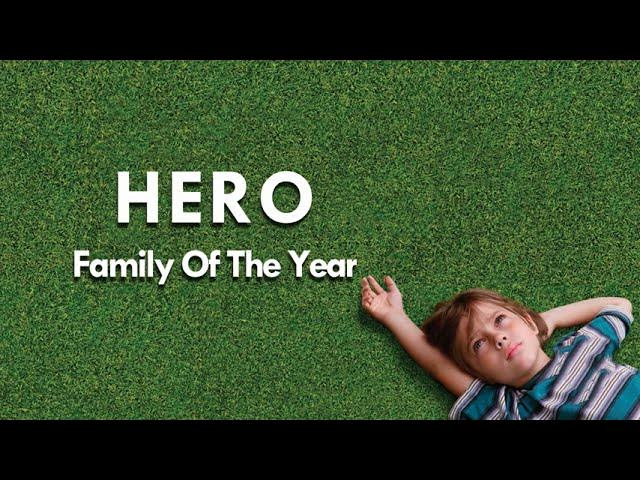 HERO
Family Of The Year